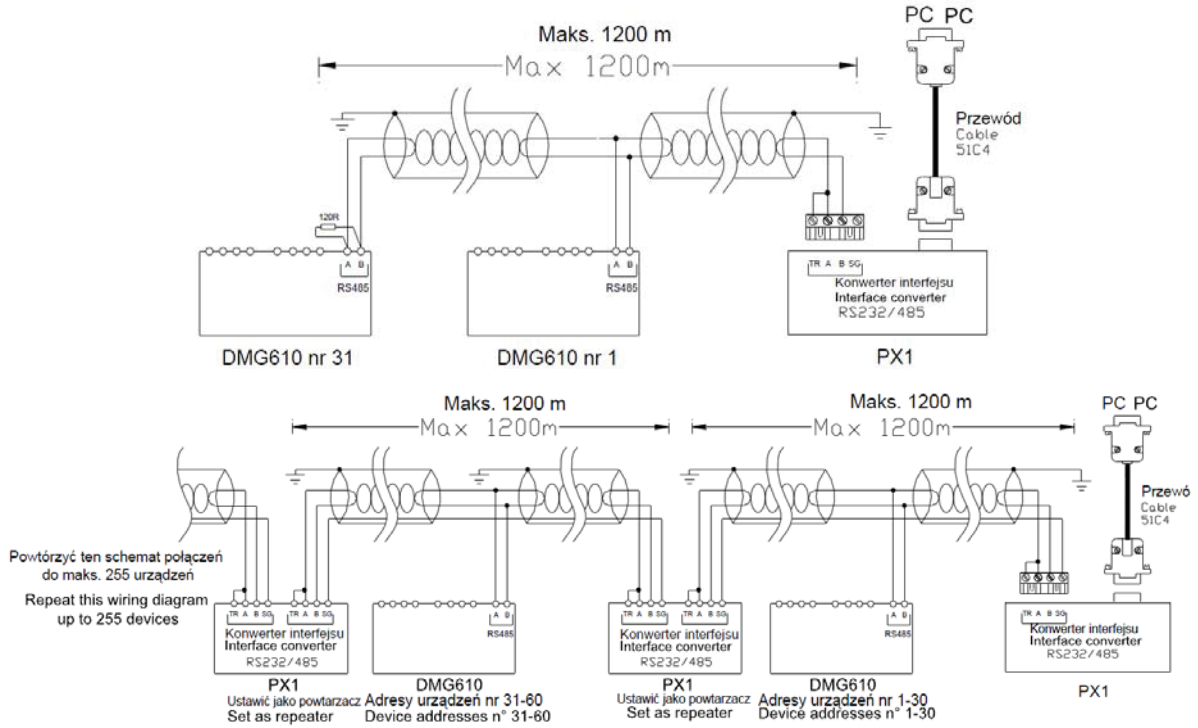 PC PC
Maks. 1200 m
Max 1200m
Przewód
Cable
51C4
120R
A B
RS485
A B
RS485
TR A B SG
Konwerter interfejsu
Interface converter
RS232/485
DMG610 nr 31
DMG610 nr 1
PX1
Maks. 1200 m
Max 1200m
Maks. 1200 m
Max 1200m
PC PC
Przewó
Cable
51C4
Powtórzyć ten schemat połączeń
do maks. 255 urządzeń
Repeat this wiring diagram
up to 255 devices
TR A B SG
TR A B SG
Konwerter interfejsu
Interface converter
RS232/485
A B
RS485
TR A B SG
TR A B SG
Konwerter interfejsu
Interface converter
RS232/485
A B
RS485
TR A B SG
Konwerter interfejsu
Interface converter
RS232/485
PX1
Ustawić jako powtarzacz
Set as repeater
DMG610
Adresy urządzeń nr 31-60
Device addresses n° 31-60
PX1
Ustawić jako powtarzacz
Set as repeater
DMG610
Adresy urządzeń nr 1-30
Device addresses n° 1-30
PX1